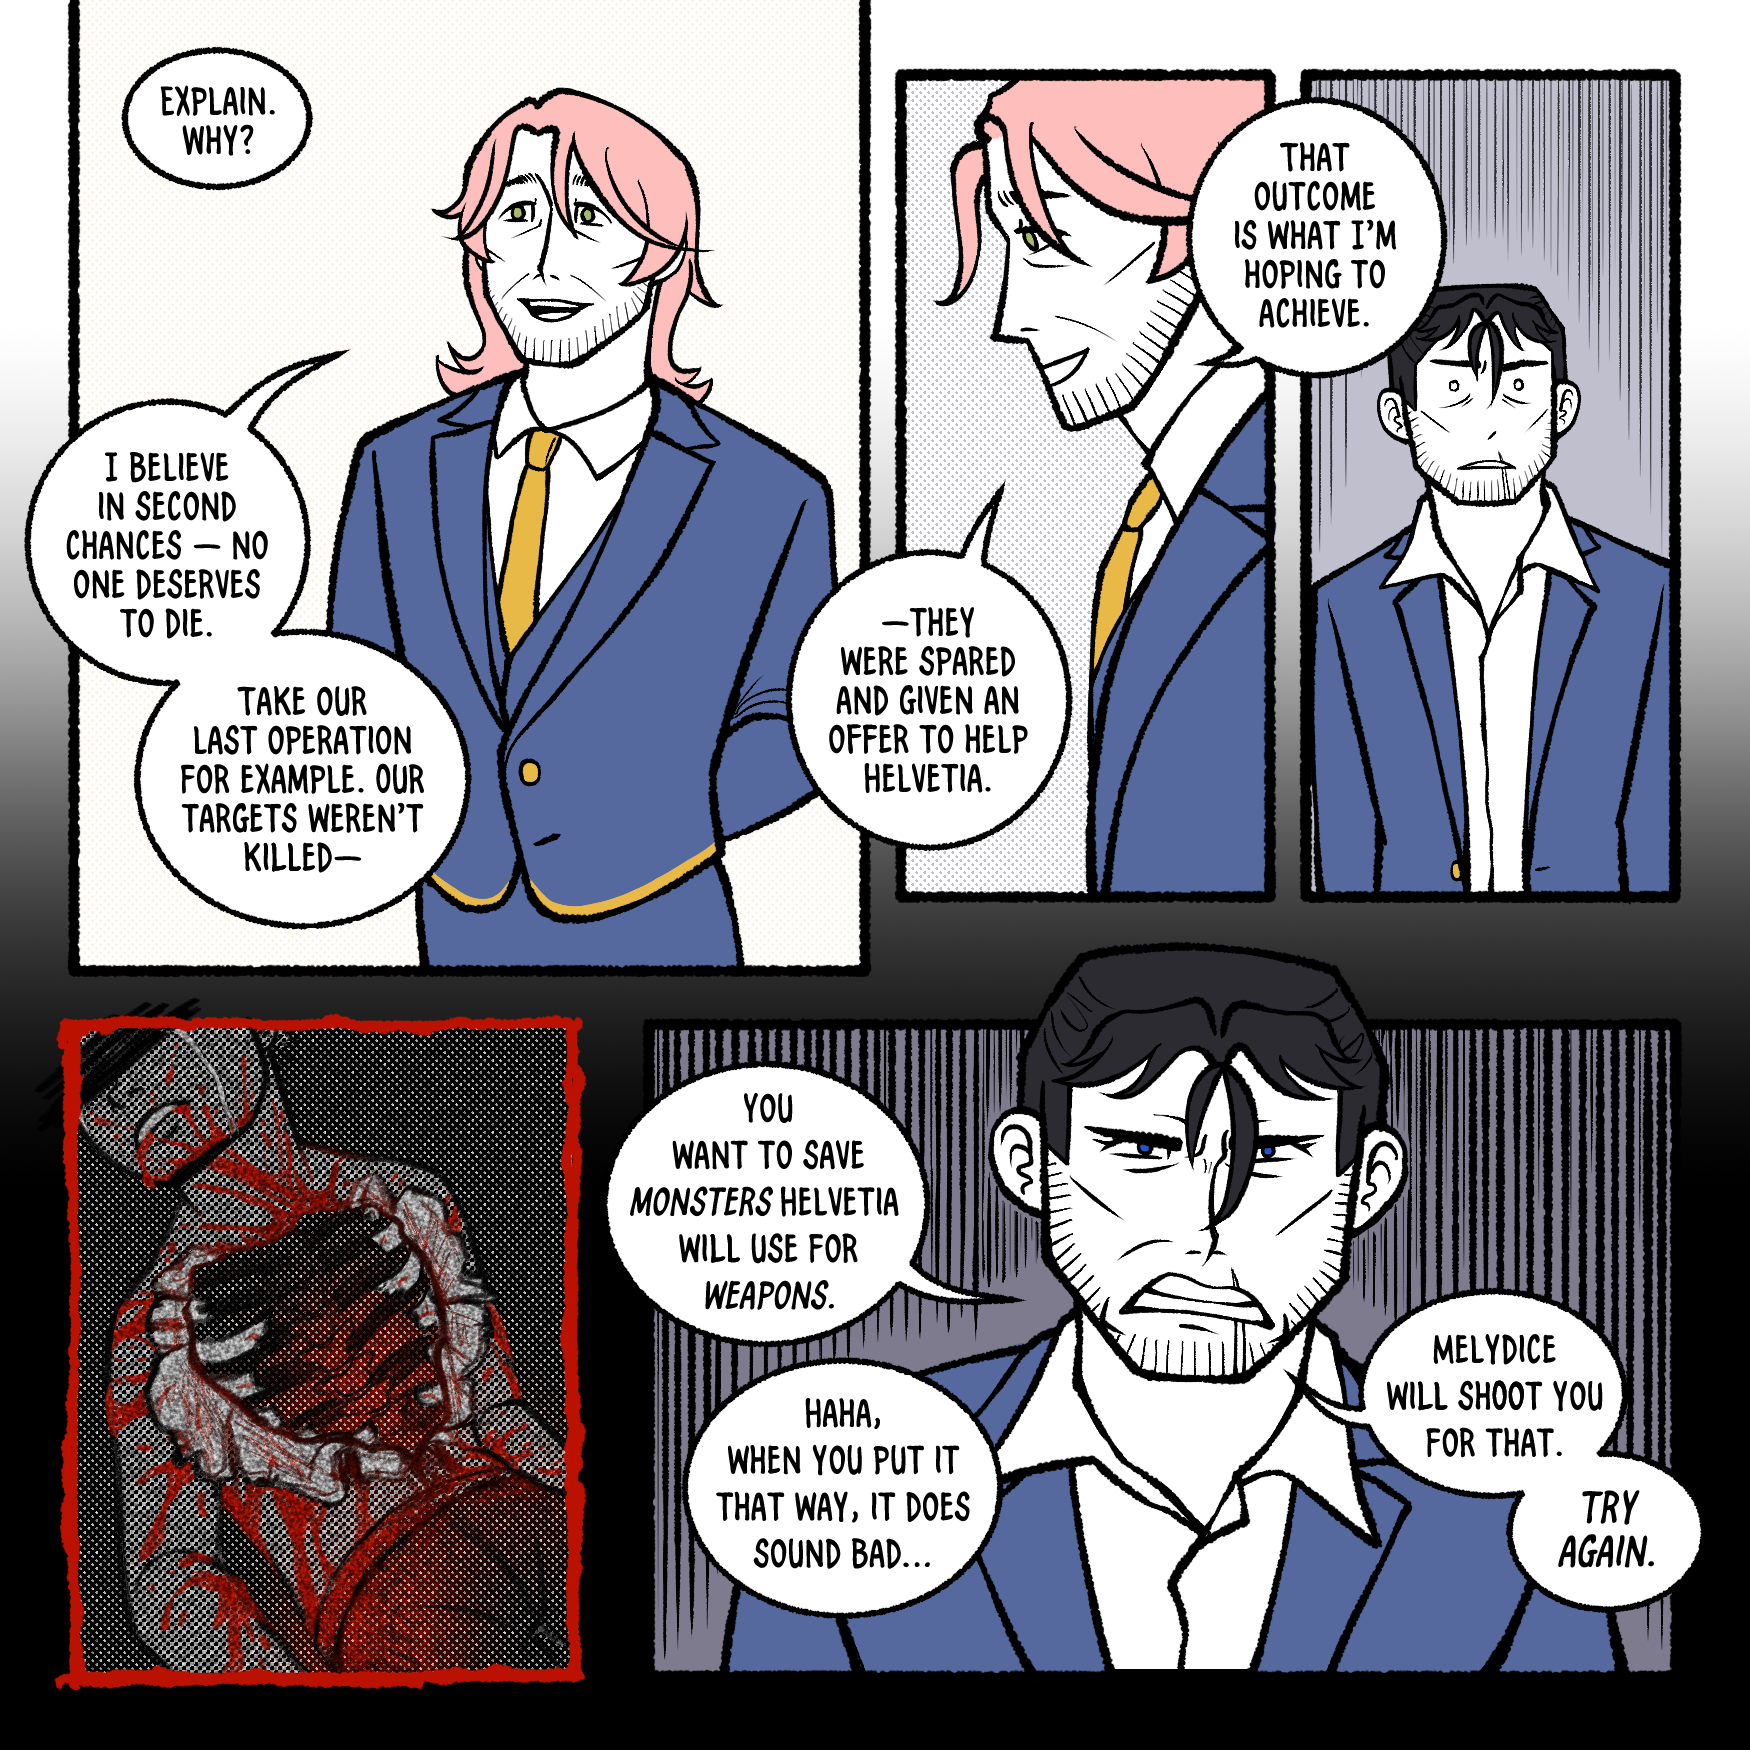 EXPLAIN.
WHY?
I BELIEVE
IN SECOND
CHANCES — NO
ONE DESERVES
TO DIE.
TAKE OUR
LAST OPERATION
FOR EXAMPLE. OUR
TARGETS WEREN'T
KILLED—
—THEY
WERE SPARED
AND GIVEN AN
OFFER TO HELP
HELVETIA.
THAT
OUTCOME
IS WHAT I'M
HOPING TO
ACHIEVE.
YOU
WANT TO SAVE
MONSTERS HELVETIA
WILL USE FOR
WEAPONS.
HAHA,
WHEN YOU PUT IT
THAT WAY, IT DOES
SOUND BAD...
MELYDICE
WILL SHOOT YOU
FOR THAT.
TRY
AGAIN.